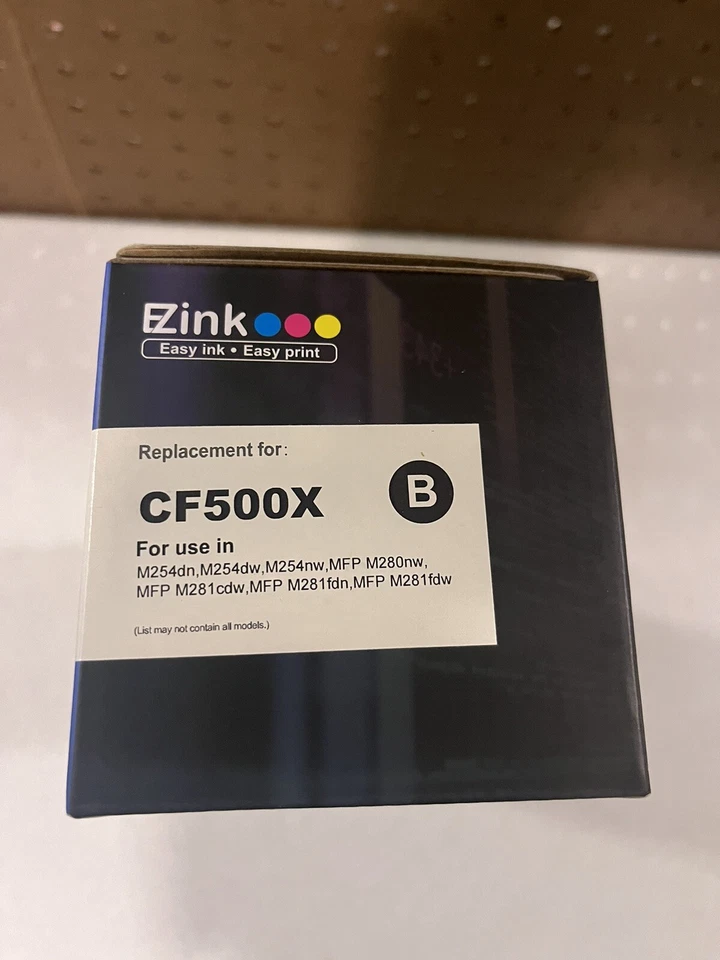 EZink
Easy ink • Easy print
Replacement for:
CF500X
B
For use in
M254dn,M254dw,M254nw,MFP M280nw,
MFP M281cdw,MFP M281fdn,MFP M281fdw
(List may not contain all models.)